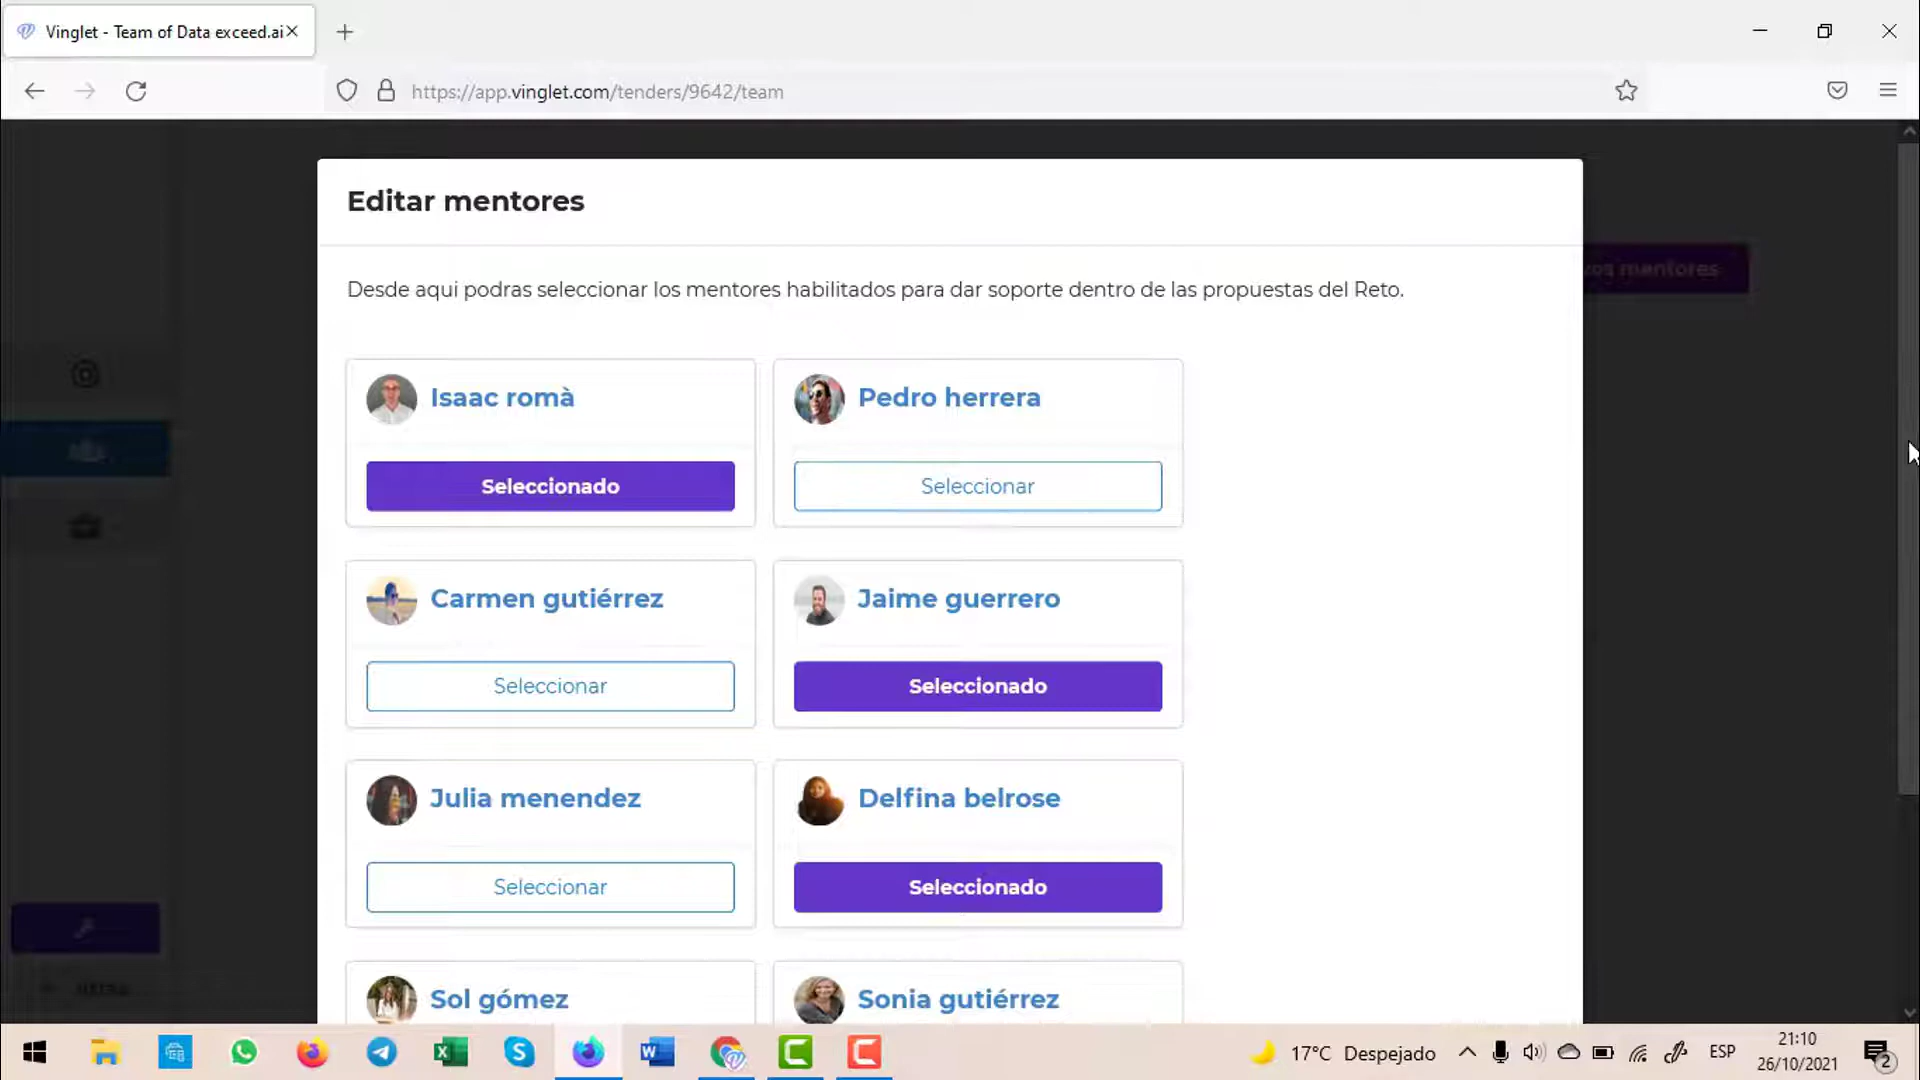 Vinglet - Team of Data exceed.ai
https://app.vinglet.com/tenders/9642/team
Editar mentores
zos mentores
Desde aqui podras seleccionar los mentores habilitados para dar soporte dentro de las propuestas del Reto.
Isaac romà
Pedro herrera
Seleccionado
Seleccionar
Carmen gutiérrez
Jaime guerrero
Seleccionar
Seleccionado
Julia menendez
Delfina belrose
Seleccionar
Seleccionado
Sol gómez
Sonia gutiérrez
17°C Despejado
ESP
21:10
26/10/2021
2